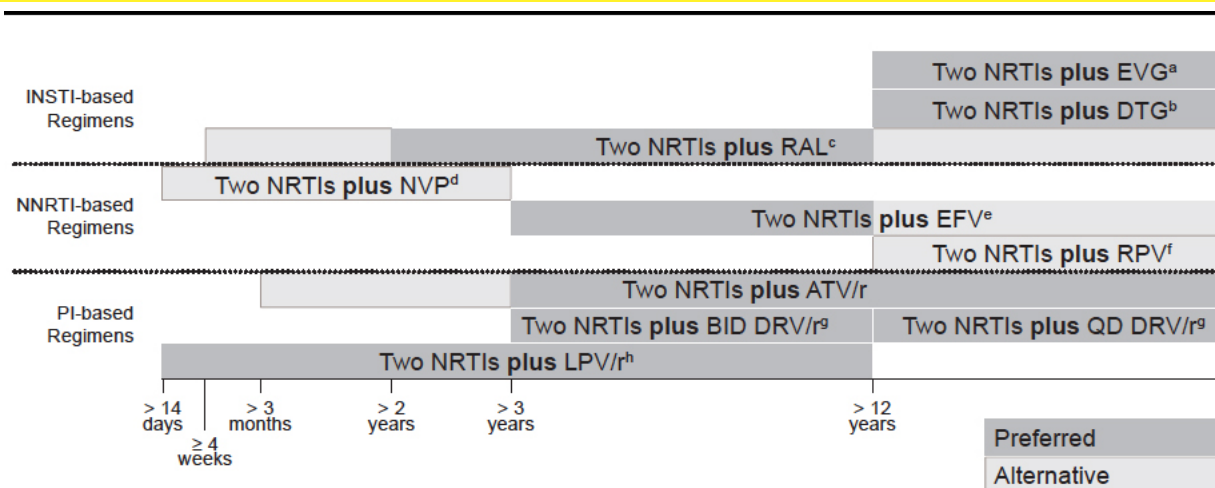 Two NRTIs plus EVGᵃ
INSTI-based
Regimens
Two NRTIs plus DTGᵇ
Two NRTIs plus RALᶜ
Two NRTIs plus NVPᵈ
NNRTI-based
Regimens
Two NRTIs plus EFVᵉ
Two NRTIs plus RPVᶠ
Two NRTIs plus ATV/r
PI-based
Regimens
Two NRTIs plus BID DRV/rᵍ
Two NRTIs plus QD DRV/rᵍ
Two NRTIs plus LPV/rʰ
> 14
days
≥ 4
weeks
> 3
months
> 2
years
> 3
years
> 12
years
Preferred
Alternative